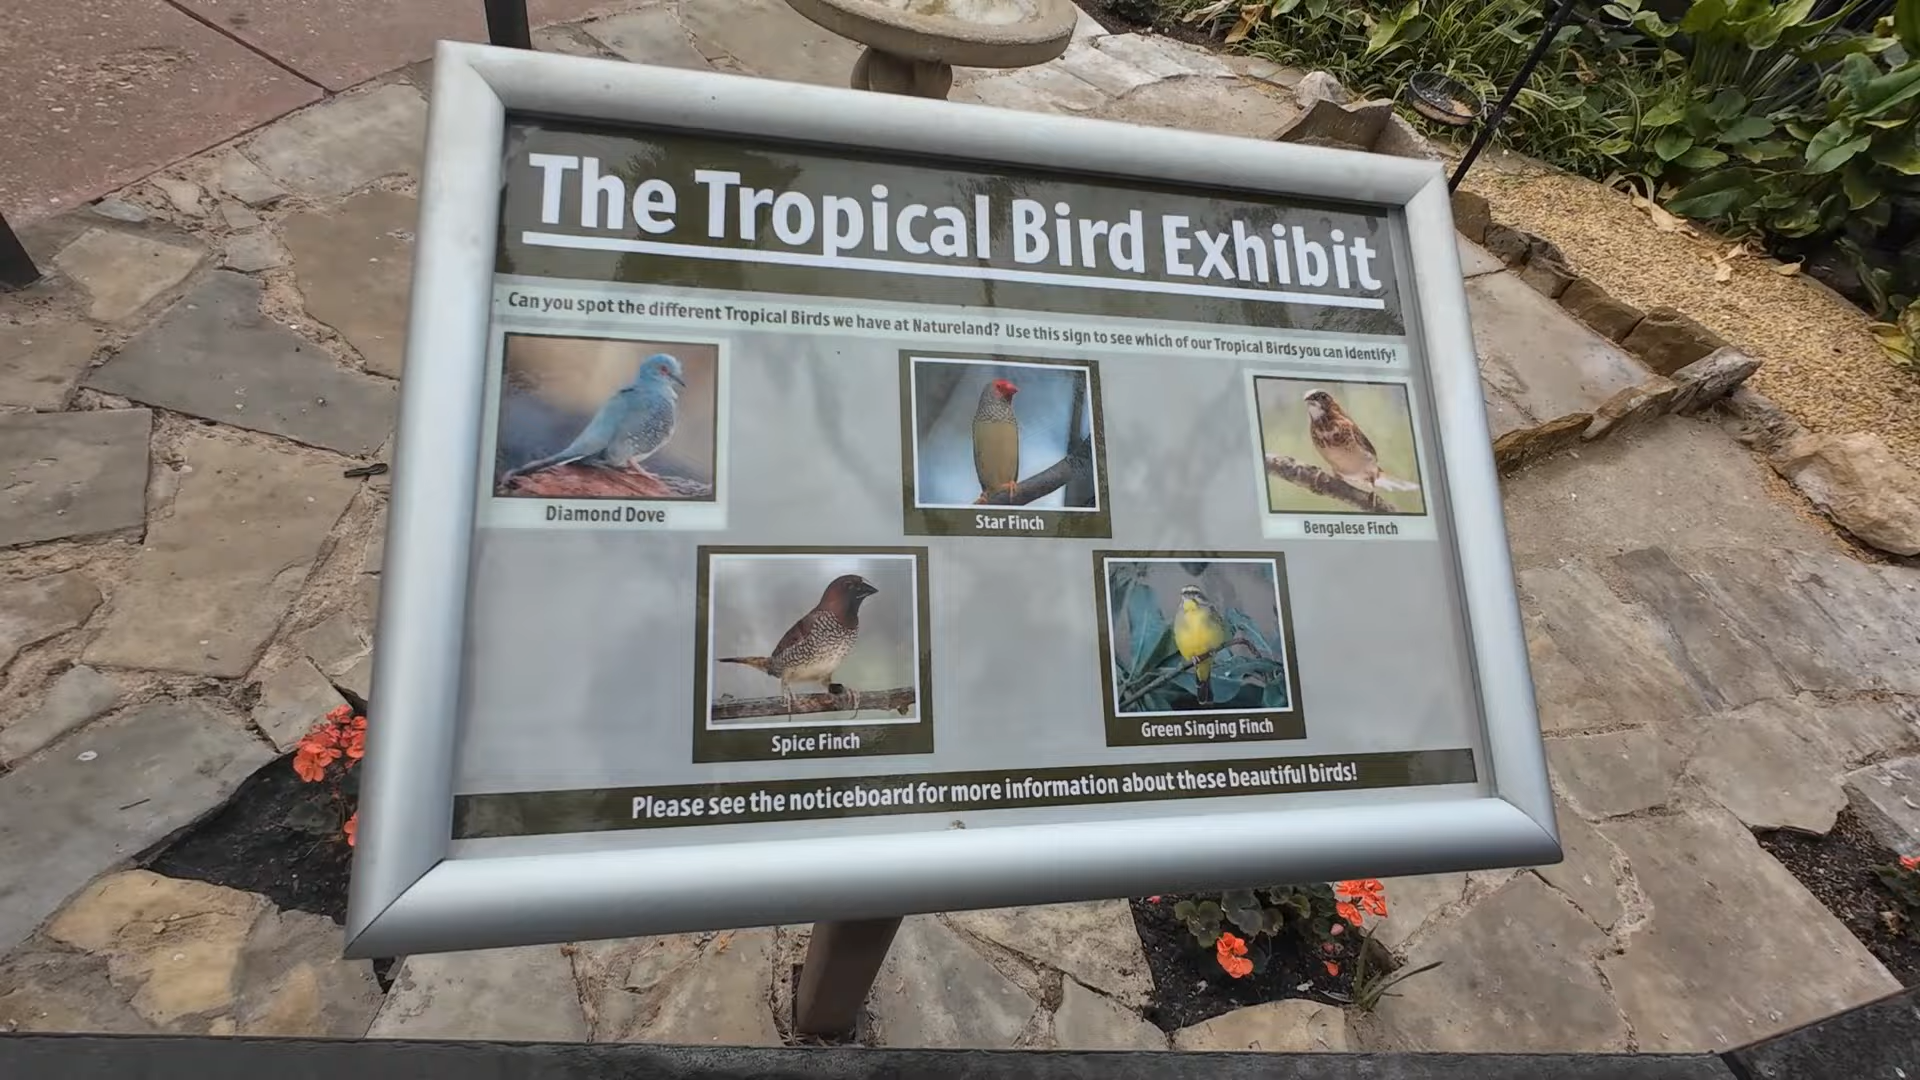 The Tropical Bird Exhibit
Can you spot the different Tropical Birds we have at Natureland? Use this sign to see which of our Tropical Birds you can identify!
Diamond Dove
Star Finch
Bengalese Finch
Spice Finch
Green Singing Finch
Please see the noticeboard for more information about these beautiful birds!